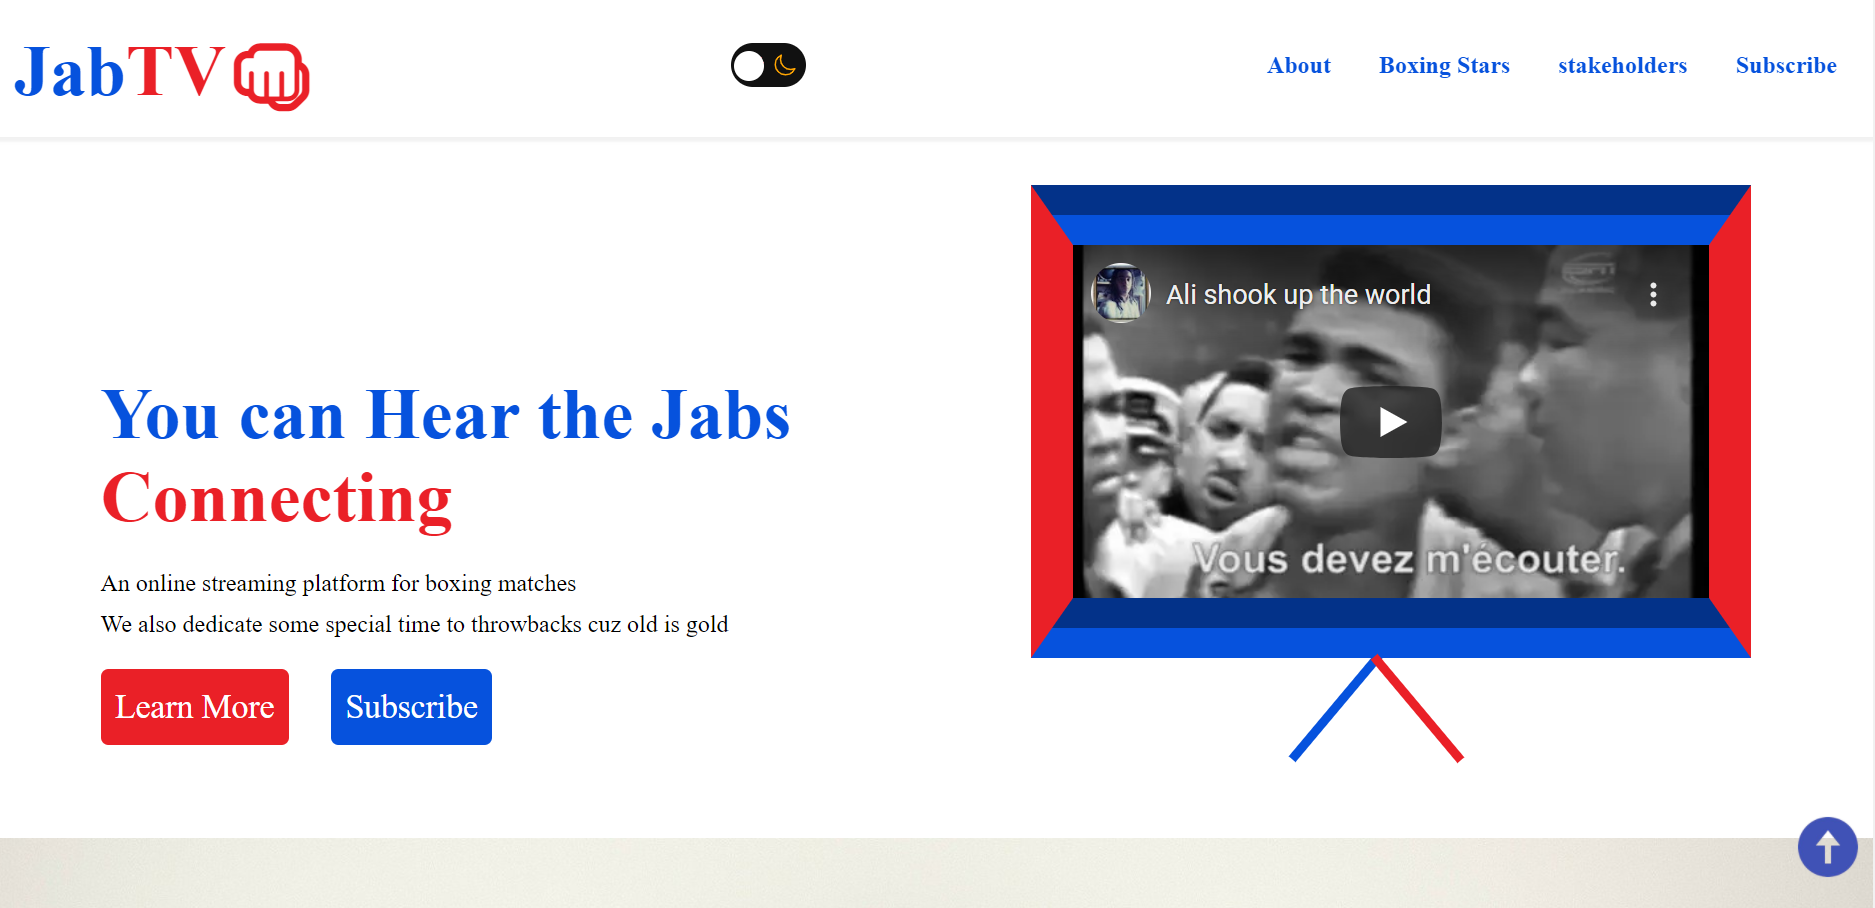 JabTV
About
Boxing Stars
stakeholders
Subscribe
You can Hear the Jabs
Connecting
An online streaming platform for boxing matches
We also dedicate some special time to throwbacks cuz old is gold
Learn More
Subscribe
Ali shook up the world
Vous devez m'écouter.